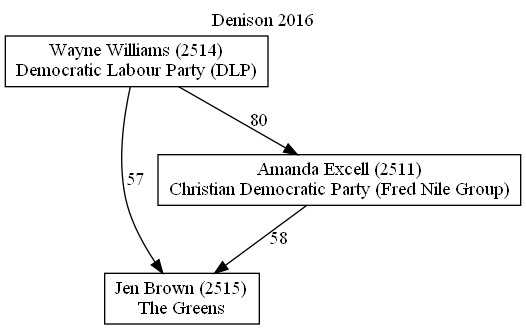 Denison 2016
Wayne Williams (2514)
Democratic Labour Party (DLP)
80
Amanda Excell (2511)
Christian Democratic Party (Fred Nile Group)
57
58
Jen Brown (2515)
The Greens